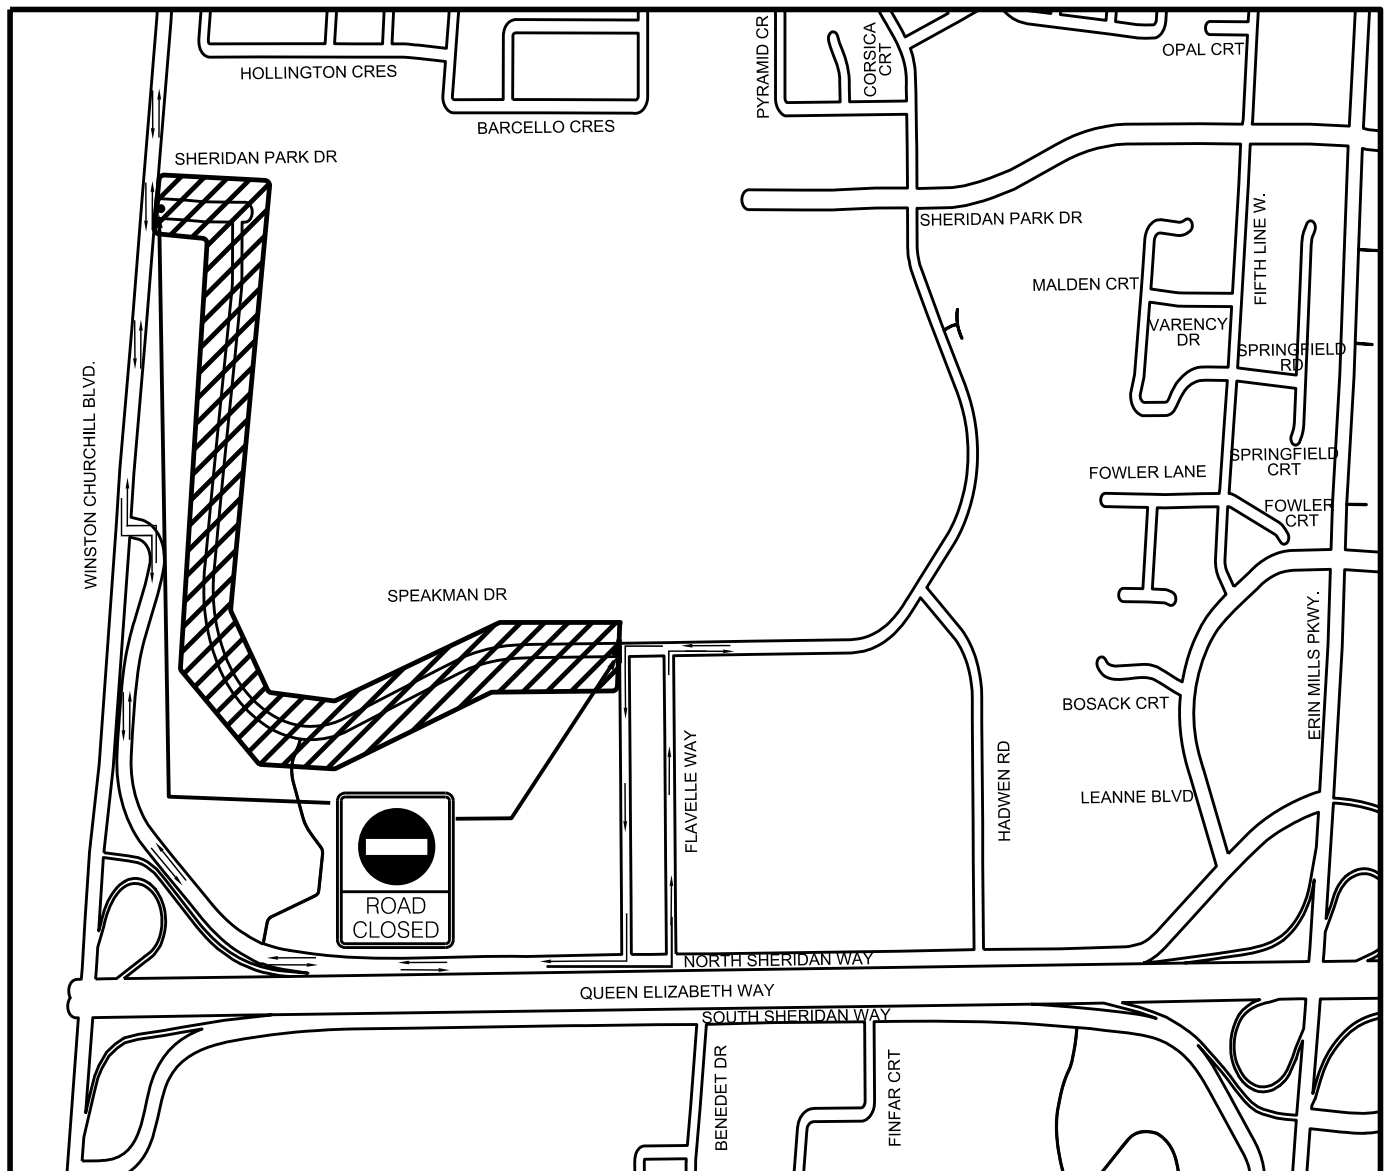 PYRAMID CR
CORSICA
CRT
OPAL CRT
HOLLINGTON CRES
BARCELLO CRES
SHERIDAN PARK DR
SHERIDAN PARK DR
FIFTH LINE W.
MALDEN CRT
VARENCY
DR
SPRINGFIELD
RD
WINSTON CHURCHILL BLVD.
SPRINGFIELD
CRT
FOWLER LANE
FOWLER
CRT
SPEAKMAN DR
ERIN MILLS PKWY.
BOSACK CRT
FLAVELLE WAY
HADWEN RD
LEANNE BLVD
ROAD
CLOSED
NORTH SHERIDAN WAY
QUEEN ELIZABETH WAY
SOUTH SHERIDAN WAY
BENEDET DR
FINFAR CRT